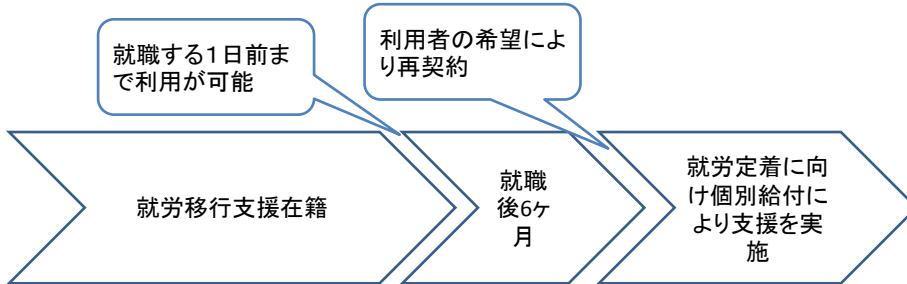 就職する１日前ま
で利用が可能
利用者の希望によ
り再契約
就労移行支援在籍
就職
後6ヶ
月
就労定着に向
け個別給付に
より支援を実
施